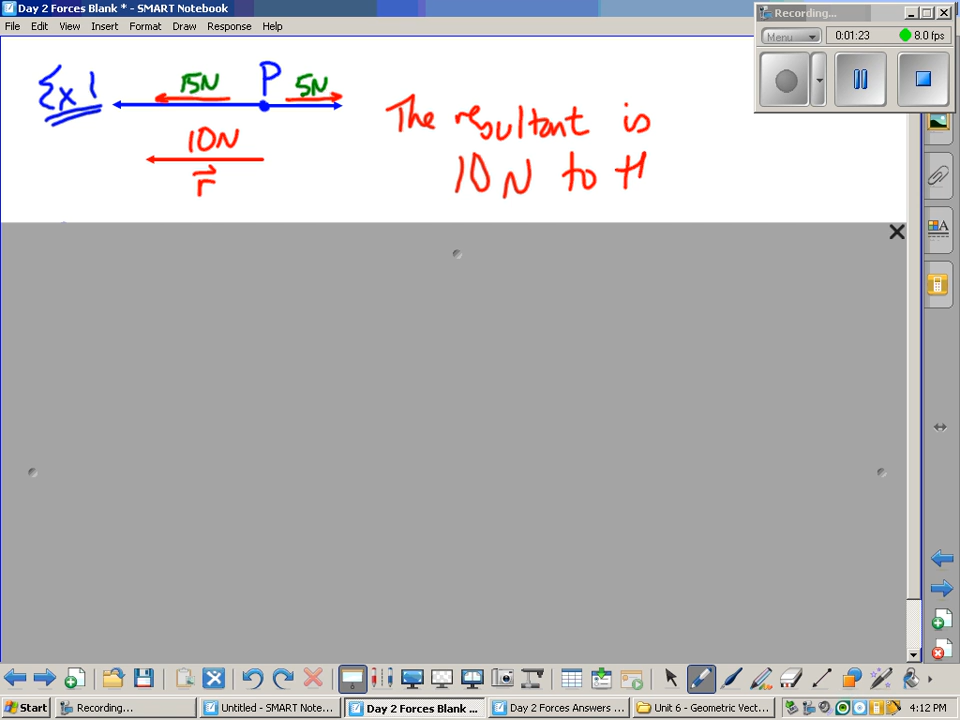 Day 2 Forces Blank * - SMART Notebook
File Edit View Insert Format Draw Response Help
Recording...
Menu 0:01:23 8.0 fps
Ex 1 15N P 5N
10N
r
The resultant is
10N to
Start Recording... Untitled - SMART Note... Day 2 Forces Blank ... Day 2 Forces Answers ... Unit 6 - Geometric Vect... 4:12 PM